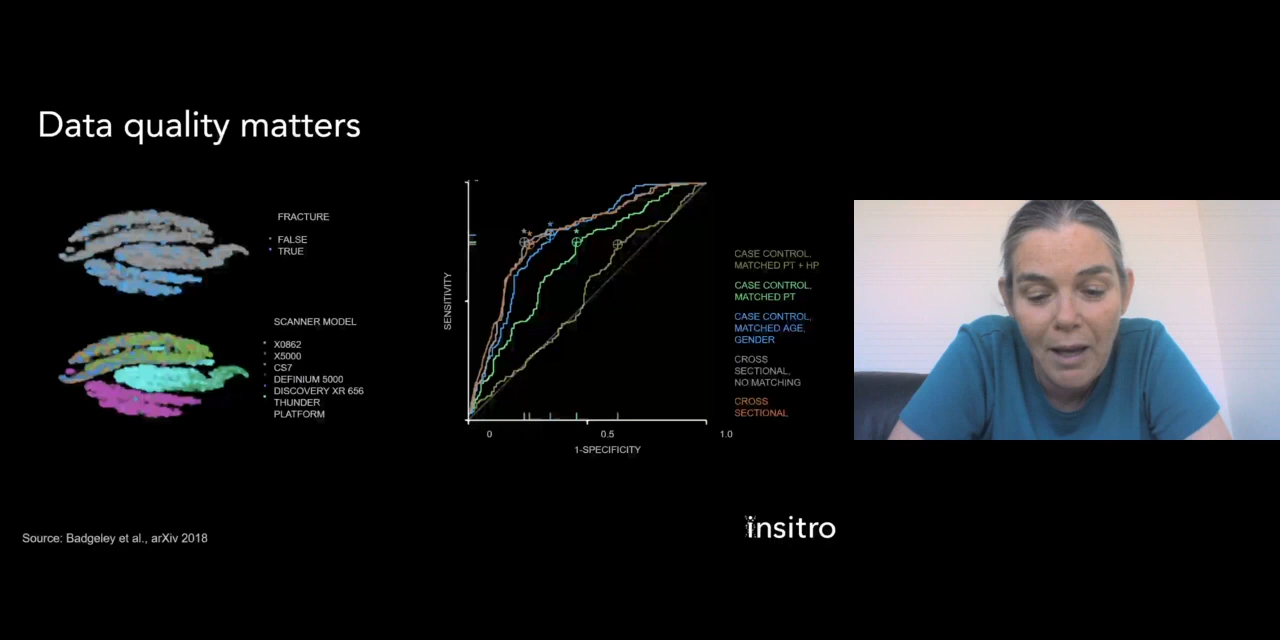 Data quality matters
FRACTURE
FALSE
TRUE
SCANNER MODEL
X0862
X5000
CS7
DEFINIUM 5000
DISCOVERY XR 656
THUNDER
PLATFORM
SENSITIVITY
0
0.5
1.0
1-SPECIFICITY
CASE CONTROL,
MATCHED PT + HP
CASE CONTROL,
MATCHED PT
CASE CONTROL,
MATCHED AGE,
GENDER
CROSS
SECTIONAL,
NO MATCHING
CROSS
SECTIONAL
insitro
Source: Badgeley et al., arXiv 2018